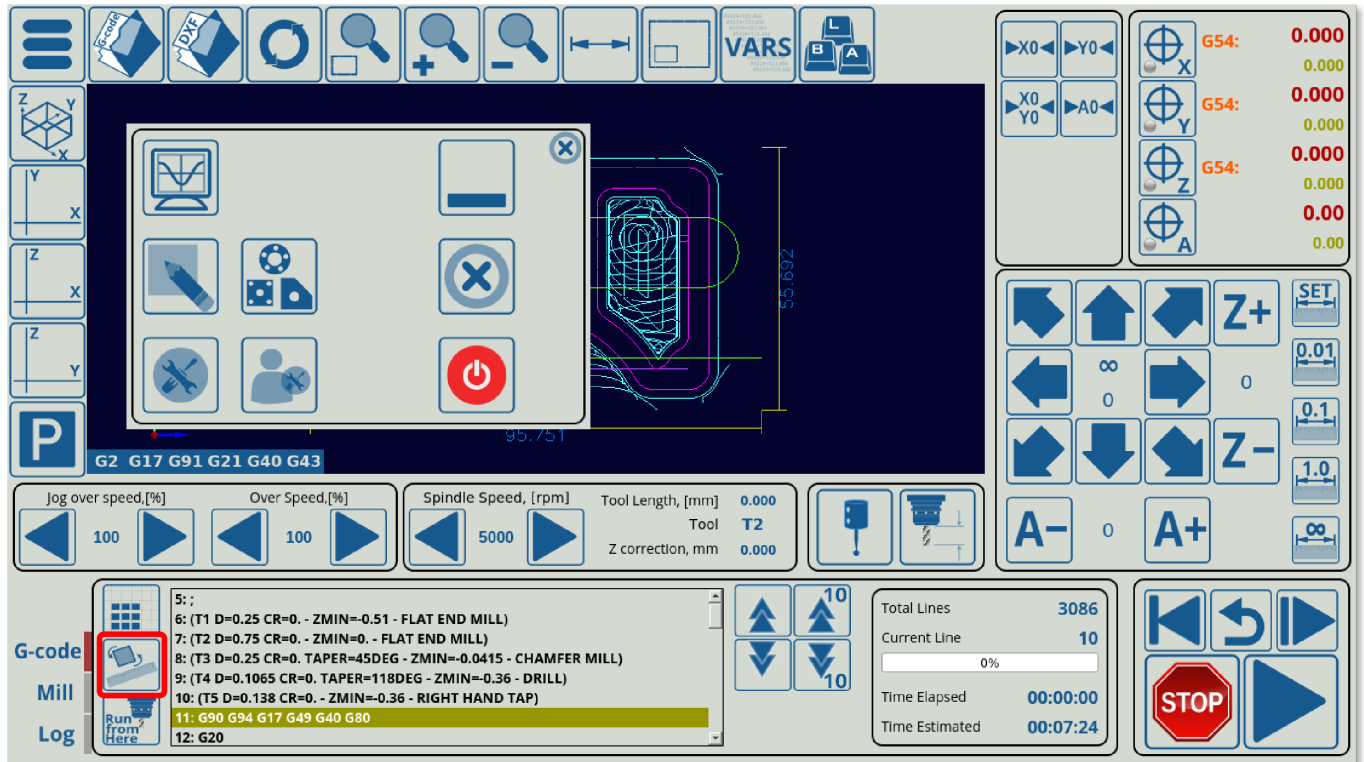 G-code
DXF
VARS
L
B
A
▶X0◀
▶Y0◀
▶X0 Y0◀
▶A0◀
X
G54:
0.000
0.000
Y
G54:
0.000
0.000
Z
G54:
0.000
0.000
A
0.00
0.00
Z
Y
X
Y
X
Z
X
Z
Y
P
55.692
95.751
G2 G17 G91 G21 G40 G43
Z+
∞
0
0
Z-
A-
0
A+
SET
0.01
0.1
1.0
∞
Jog over speed,[%]
100
Over Speed,[%]
100
Spindle Speed, [rpm]
5000
Tool Length, [mm]
0.000
Tool
T2
Z correction, mm
0.000
G-code
Mill
Log
Run from Here
5: ;
6: (T1 D=0.25 CR=0. - ZMIN=-0.51 - FLAT END MILL)
7: (T2 D=0.75 CR=0. - ZMIN=0. - FLAT END MILL)
8: (T3 D=0.25 CR=0. TAPER=45DEG - ZMIN=-0.0415 - CHAMFER MILL)
9: (T4 D=0.1065 CR=0. TAPER=118DEG - ZMIN=-0.36 - DRILL)
10: (T5 D=0.138 CR=0. - ZMIN=-0.36 - RIGHT HAND TAP)
11: G90 G94 G17 G49 G40 G80
12: G20
10
10
Total Lines
3086
Current Line
10
0%
Time Elapsed
00:00:00
Time Estimated
00:07:24
STOP